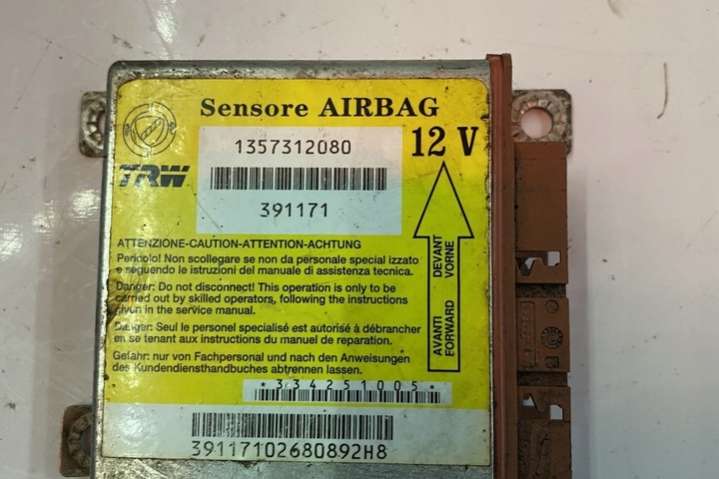 Sensore AIRBAG
1357312080
12 V
TRW
391171
ATTENZIONE-CAUTION-ATTENTION-ACHTUNG
Pericolo! Non scollegare se non da personale special izzato
e seguendo le istruzioni del manuale di assistenza tecnica.
Danger: Do not disconnect! This operation is only to be
carried out by skilled operators, following the instructions
given in the service manual.
Danger: Seul le personel specialisé est autorisé à débrancher
en se tenant aux instructions du manuel de reparation.
Gefahr: nur von Fachpersonal und nach den Anweisungen
des Kundendiensthandbuches abtrennen lassen.
AVANTI DEVANT
FORWARD VORNE
*334251005*
39117102680892H8